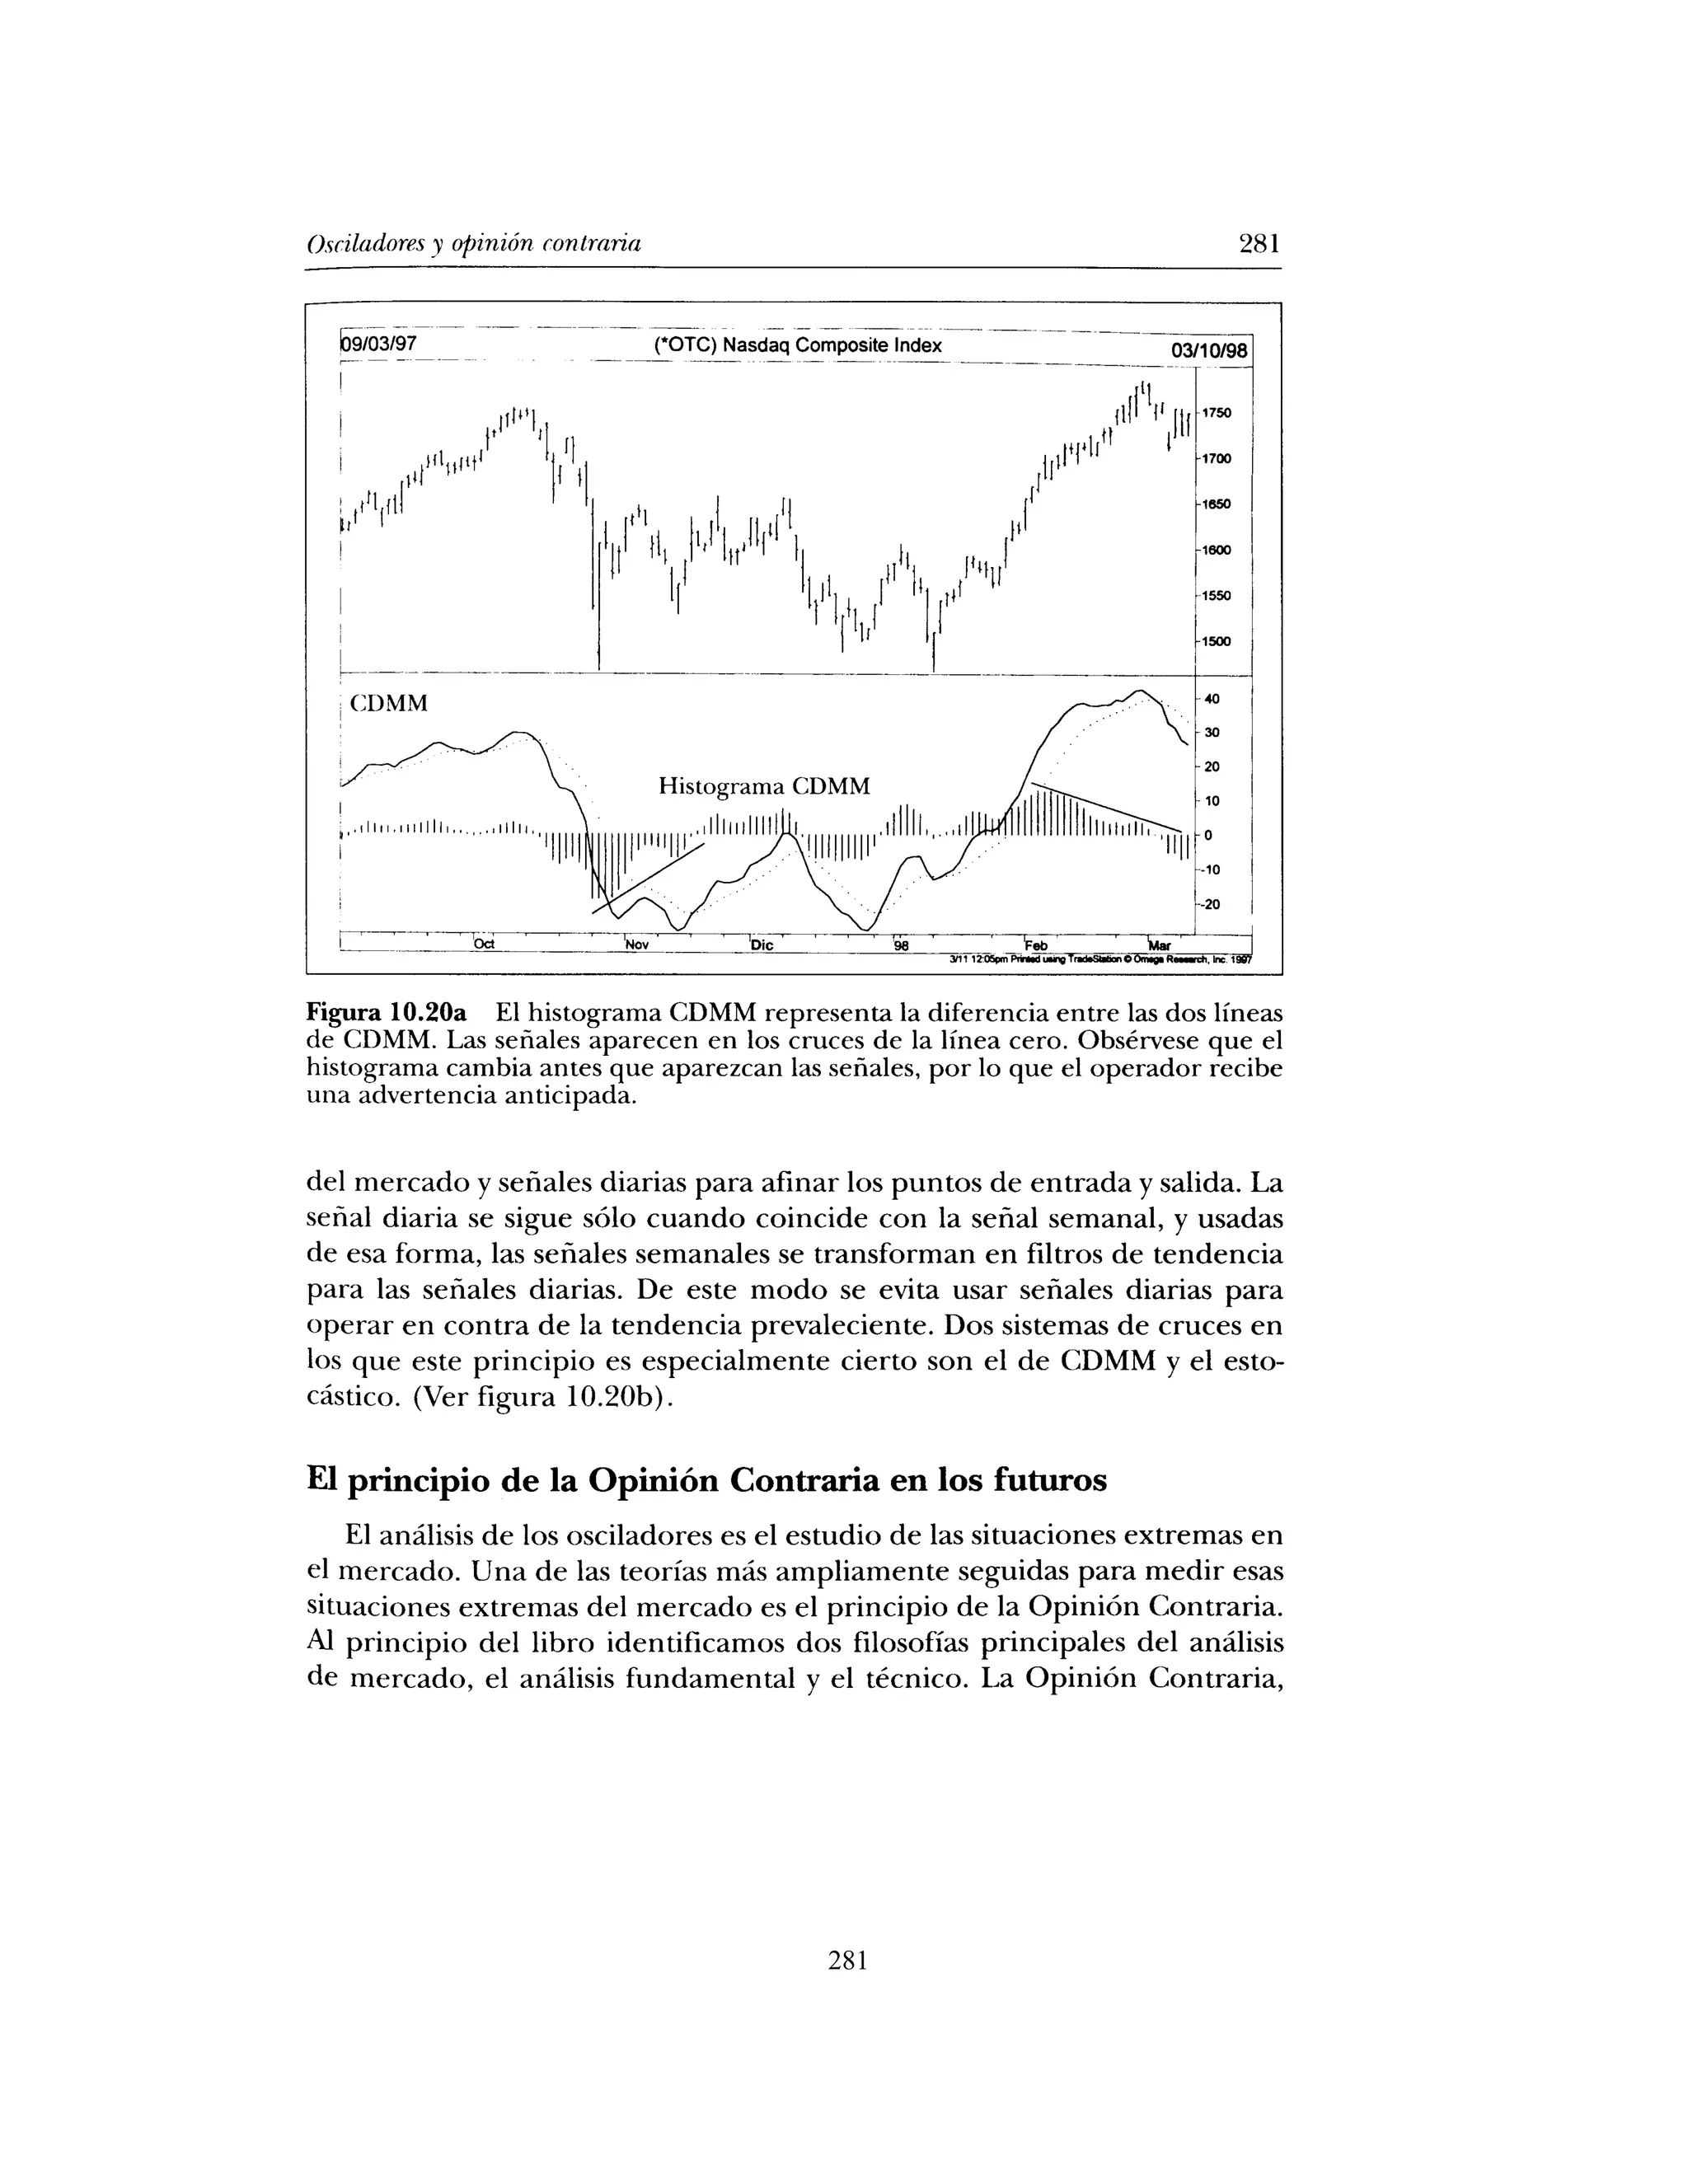 Osciladores y opinión contraria 281
09/03/97 (*OTC) Nasdaq Composite Index 03/10/98
1750
1700
1650
1600
1550
1500
CDMM
40
30
20
Histograma CDMM
10
0
-10
-20
Oct Nov Dic 98 Feb Mar
3/11 12:05pm Printed using TradeStation © Omega Research, Inc. 1997
Figura 10.20a El histograma CDMM representa la diferencia entre las dos líneas
de CDMM. Las señales aparecen en los cruces de la línea cero. Obsérvese que el
histograma cambia antes que aparezcan las señales, por lo que el operador recibe
una advertencia anticipada.
del mercado y señales diarias para afinar los puntos de entrada y salida. La
señal diaria se sigue sólo cuando coincide con la señal semanal, y usadas
de esa forma, las señales semanales se transforman en filtros de tendencia
para las señales diarias. De este modo se evita usar señales diarias para
operar en contra de la tendencia prevaleciente. Dos sistemas de cruces en
los que este principio es especialmente cierto son el de CDMM y el esto-
cástico. (Ver figura 10.20b).
El principio de la Opinión Contraria en los futuros
El análisis de los osciladores es el estudio de las situaciones extremas en
el mercado. Una de las teorías más ampliamente seguidas para medir esas
situaciones extremas del mercado es el principio de la Opinión Contraria.
Al principio del libro identificamos dos filosofías principales del análisis
de mercado, el análisis fundamental y el técnico. La Opinión Contraria,
281